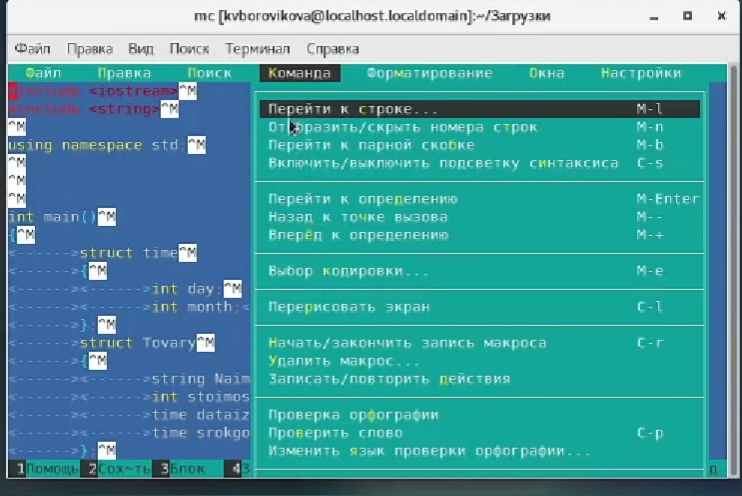 mc [kvborovikova@localhost.localdomain]:~/Загрузки
Файл Правка Вид Поиск Терминал Справка
Файл Правка Поиск Команда Форматирование Окна Настройки
#include <iostream>^M
#include <string>^M
^M
using namespace std;^M
^M
^M
^M
int main()^M
{^M
<------>struct time^M
<------>{^M
<------><------>int day;^M
<------><------>int month;<
<------>};^M
<------>struct Tovary^M
<------>{^M
<------><------>string Naim
<------><------>int stoimos
<------><------>time dataiz
<------><------>time srokgo
<------>};^M
Перейти к строке... M-l
Отобразить/скрыть номера строк M-n
Перейти к парной скобке M-b
Включить/выключить подсветку синтаксиса C-s
Перейти к определению M-Enter
Назад к точке вызова M--
Вперёд к определению M-+
Выбор кодировки... M-e
Перерисовать экран C-l
Начать/закончить запись макроса C-r
Удалить макрос...
Записать/повторить действия
Проверка орфографии
Проверить слово C-p
Изменить язык проверки орфографии...
1Помощь 2Сох~ть 3Блок 4З